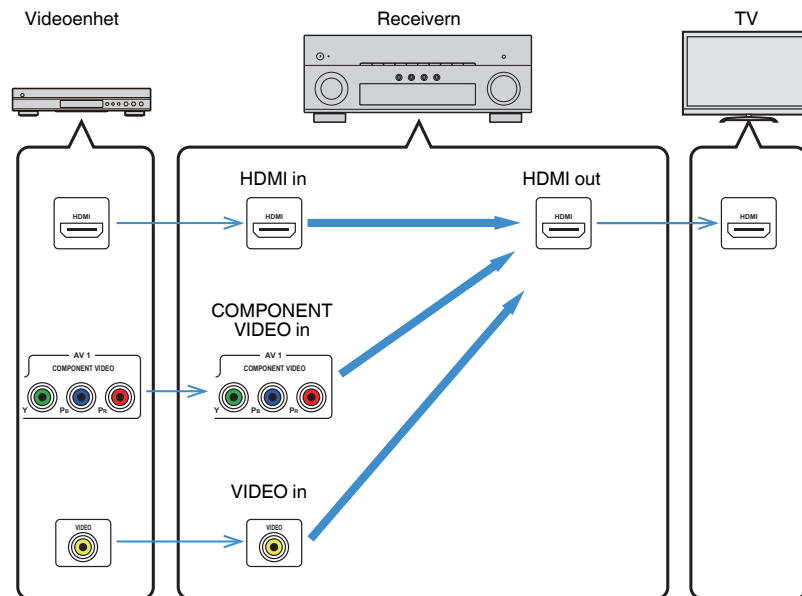 Videoenhet
Receivern
TV
HDMI in
HDMI out
HDMI
HDMI
HDMI
HDMI
COMPONENT
VIDEO in
AV 1
COMPONENT VIDEO
Y PB PR
AV 1
COMPONENT VIDEO
Y PB PR
VIDEO in
VIDEO
VIDEO